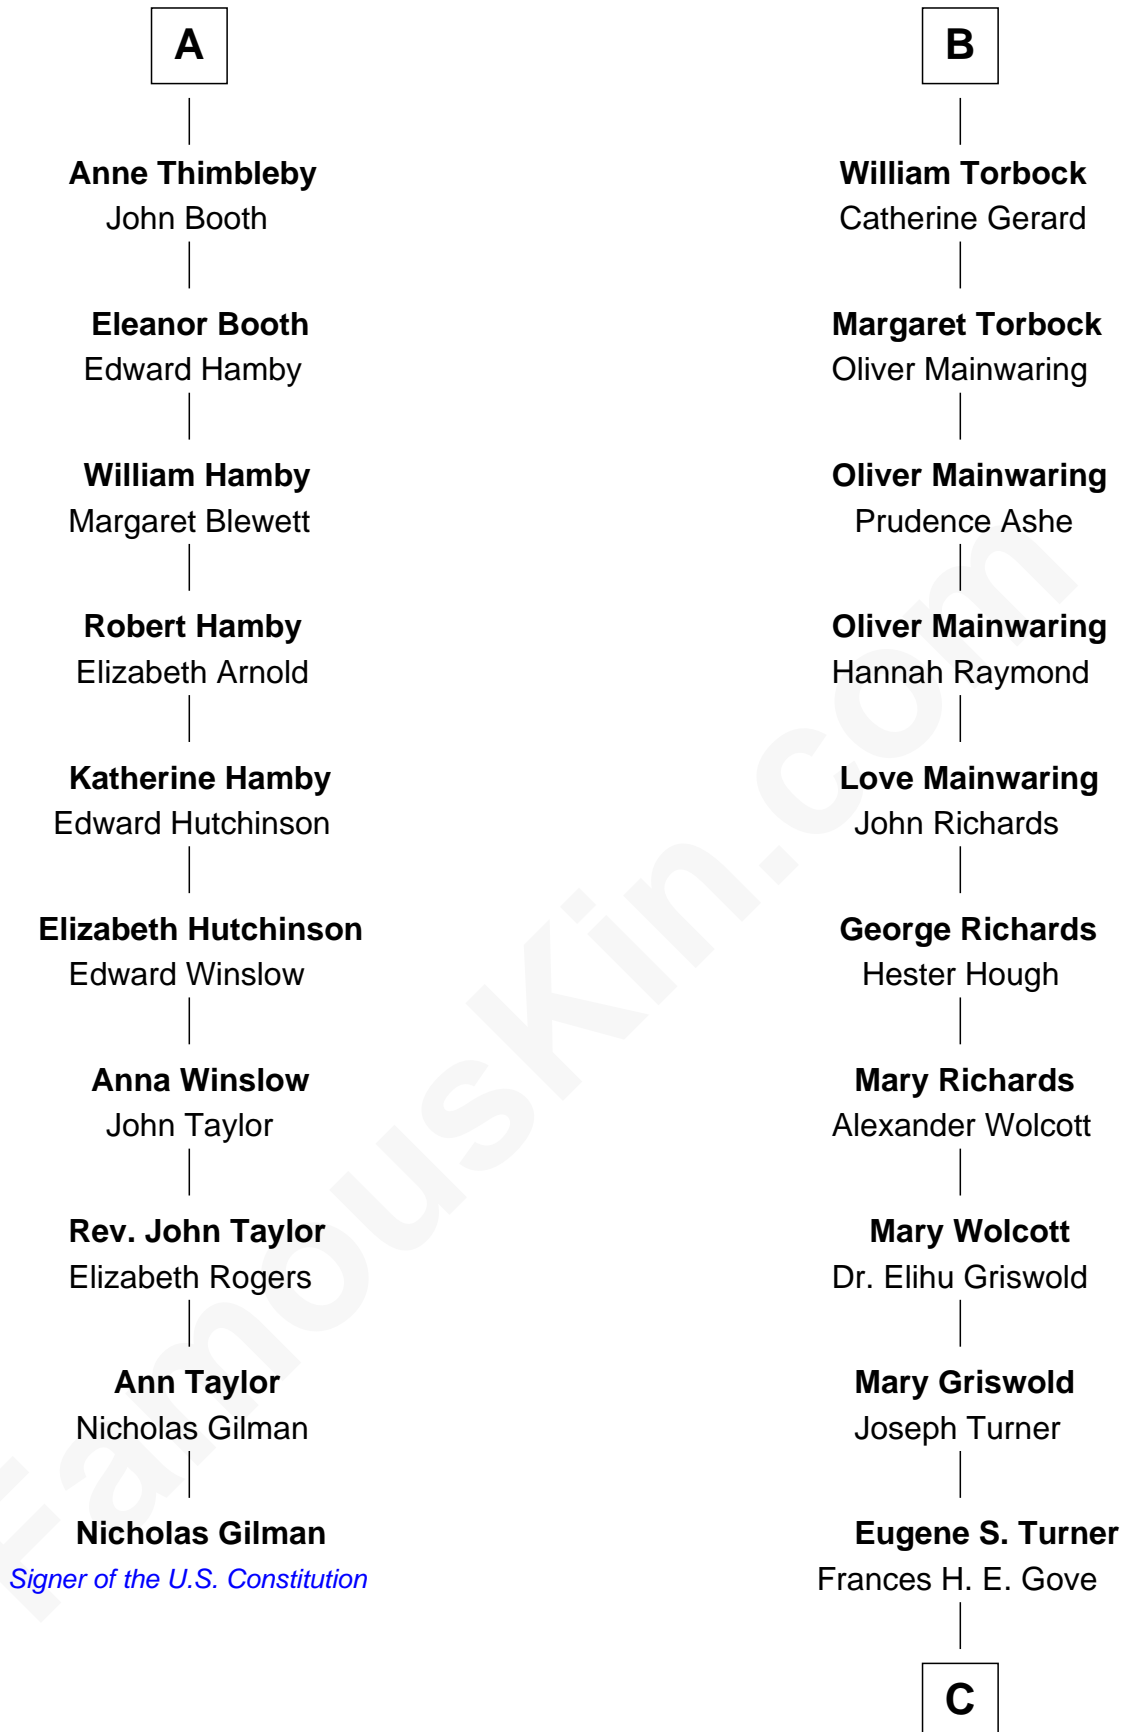 A
Anne Thimbleby
John Booth
Eleanor Booth
Edward Hamby
William Hamby
Margaret Blewett
Robert Hamby
Elizabeth Arnold
Katherine Hamby
Edward Hutchinson
Elizabeth Hutchinson
Edward Winslow
Anna Winslow
John Taylor
Rev. John Taylor
Elizabeth Rogers
Ann Taylor
Nicholas Gilman
Nicholas Gilman
Signer of the U.S. Constitution
B
William Torbock
Catherine Gerard
Margaret Torbock
Oliver Mainwaring
Oliver Mainwaring
Prudence Ashe
Oliver Mainwaring
Hannah Raymond
Love Mainwaring
John Richards
George Richards
Hester Hough
Mary Richards
Alexander Wolcott
Mary Wolcott
Dr. Elihu Griswold
Mary Griswold
Joseph Turner
Eugene S. Turner
Frances H. E. Gove
C
FamousKin.com